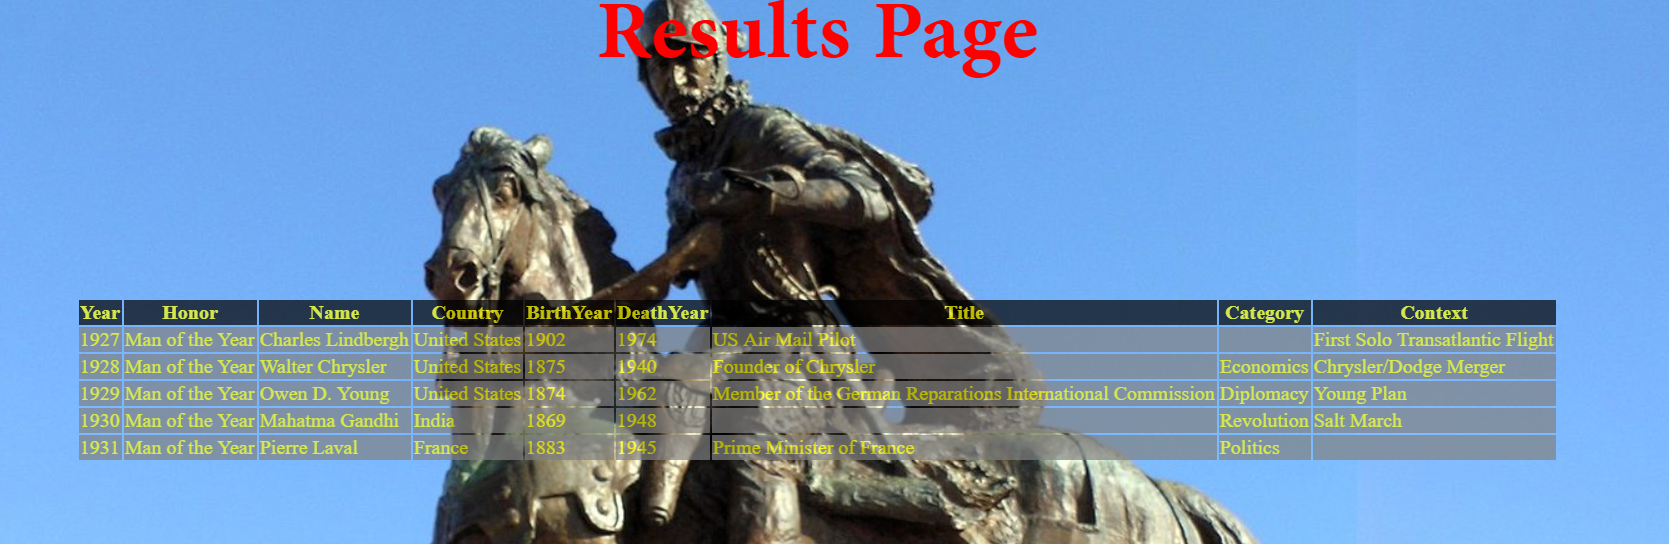 Results Page
Year Honor Name Country BirthYear DeathYear Title Category Context
1927 Man of the Year Charles Lindbergh United States 1902 1974 US Air Mail Pilot First Solo Transatlantic Flight
1928 Man of the Year Walter Chrysler United States 1875 1940 Founder of Chrysler Economics Chrysler/Dodge Merger
1929 Man of the Year Owen D. Young United States 1874 1962 Member of the German Reparations International Commission Diplomacy Young Plan
1930 Man of the Year Mahatma Gandhi India 1869 1948 Revolution Salt March
1931 Man of the Year Pierre Laval France 1883 1945 Prime Minister of France Politics